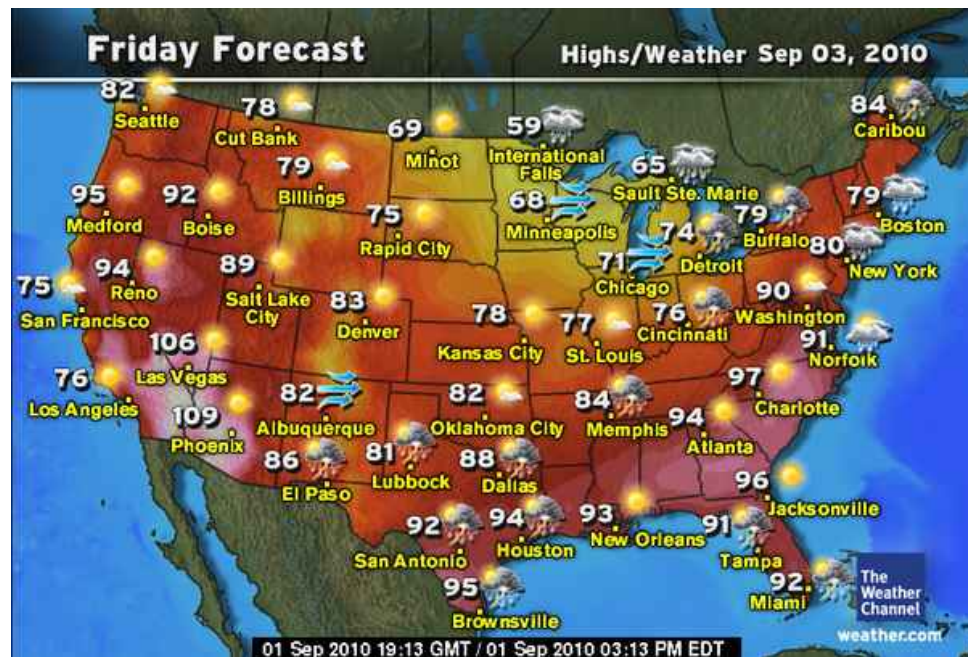 Friday Forecast
Highs/Weather Sep 03, 2010
82
Seattle
78
Cut Bank
69
Minot
59
International
Falls
84
Caribou
79
Billings
65
Sault Ste. Marie
95
Medford
92
Boise
75
Rapid City
68
Minneapolis
74
Detroit
79
Buffalo
79
Boston
80
New York
75
San Francisco
94
Reno
89
Salt Lake
City
83
Denver
71
Chicago
78
Kansas City
77
St. Louis
76
Cincinnati
90
Washington
91
Norfolk
106
Las Vegas
76
Los Angeles
109
Phoenix
82
Albuquerque
82
Oklahoma City
84
Memphis
97
Charlotte
94
Atlanta
86
El Paso
81
Lubbock
88
Dallas
96
Jacksonville
92
San Antonio
94
Houston
93
New Orleans
91
Tampa
95
Brownsville
92
Miami
The
Weather
Channel
weather.com
01 Sep 2010 19:13 GMT / 01 Sep 2010 03:13 PM EDT